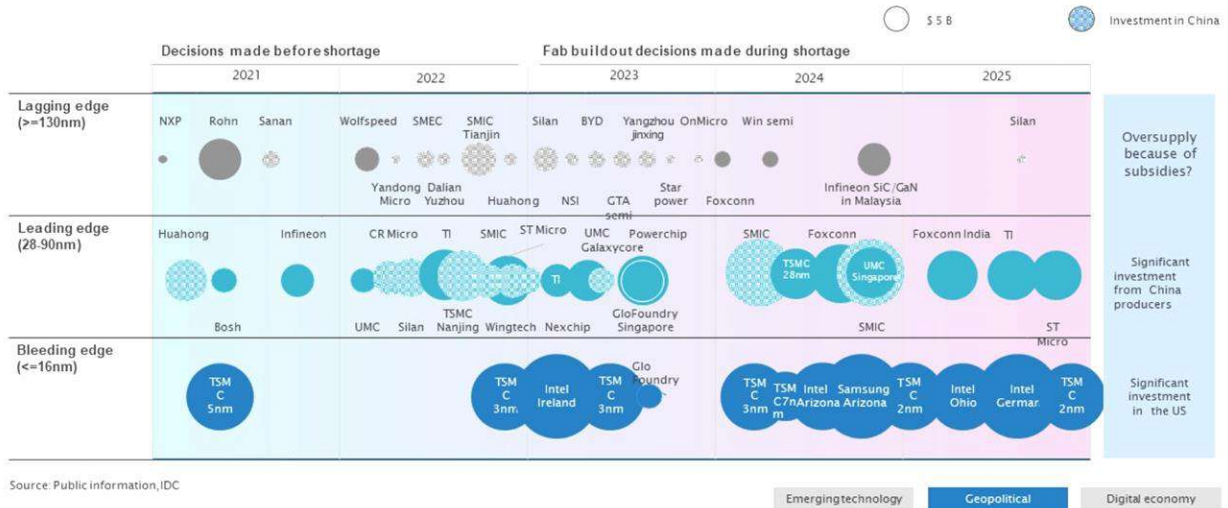 $ 5 B
Investment in China
Decisions made before shortage
Fab buildout decisions made during shortage
2021
2022
2023
2024
2025
Lagging edge
(>=130nm)
NXP
Rohn
Sanan
Wolfspeed
SMEC
SMIC
Tianjin
Silan
BYD
Yangzhou
jinxing
OnMicro
Win semi
Silan
Yandong
Micro
Dalian
Yuzhou
Huahong
NSI
GTA
semi
Star
power
Foxconn
Infineon SiC/GaN
in Malaysia
Oversupply
because of
subsidies?
Leading edge
(28-90nm)
Huahong
Infineon
CR Micro
TI
SMIC
ST Micro
UMC
Galaxycore
Powerchip
SMIC
Foxconn
Foxconn India
TI
TI
TSMC
28nm
UMC
Singapore
Bosh
UMC
Silan
TSMC
Nanjing
Wingtech
Nexchip
GloFoundry
Singapore
SMIC
ST
Micro
Significant
investment
from China
producers
Bleeding edge
(<=16nm)
TSM
C
5nm
TSM
C
3nm
Intel
Ireland
TSM
C
3nm
Glo
Foundry
TSM
C
3nm
TSM
C7n
m
Intel
Arizona
Samsung
Arizona
TSM
C
2nm
Intel
Ohio
Intel
TSM
C
2nm
Significant
investment
in the US
Source: Public information, IDC
Emerging technology
Geopolitical
Digital economy